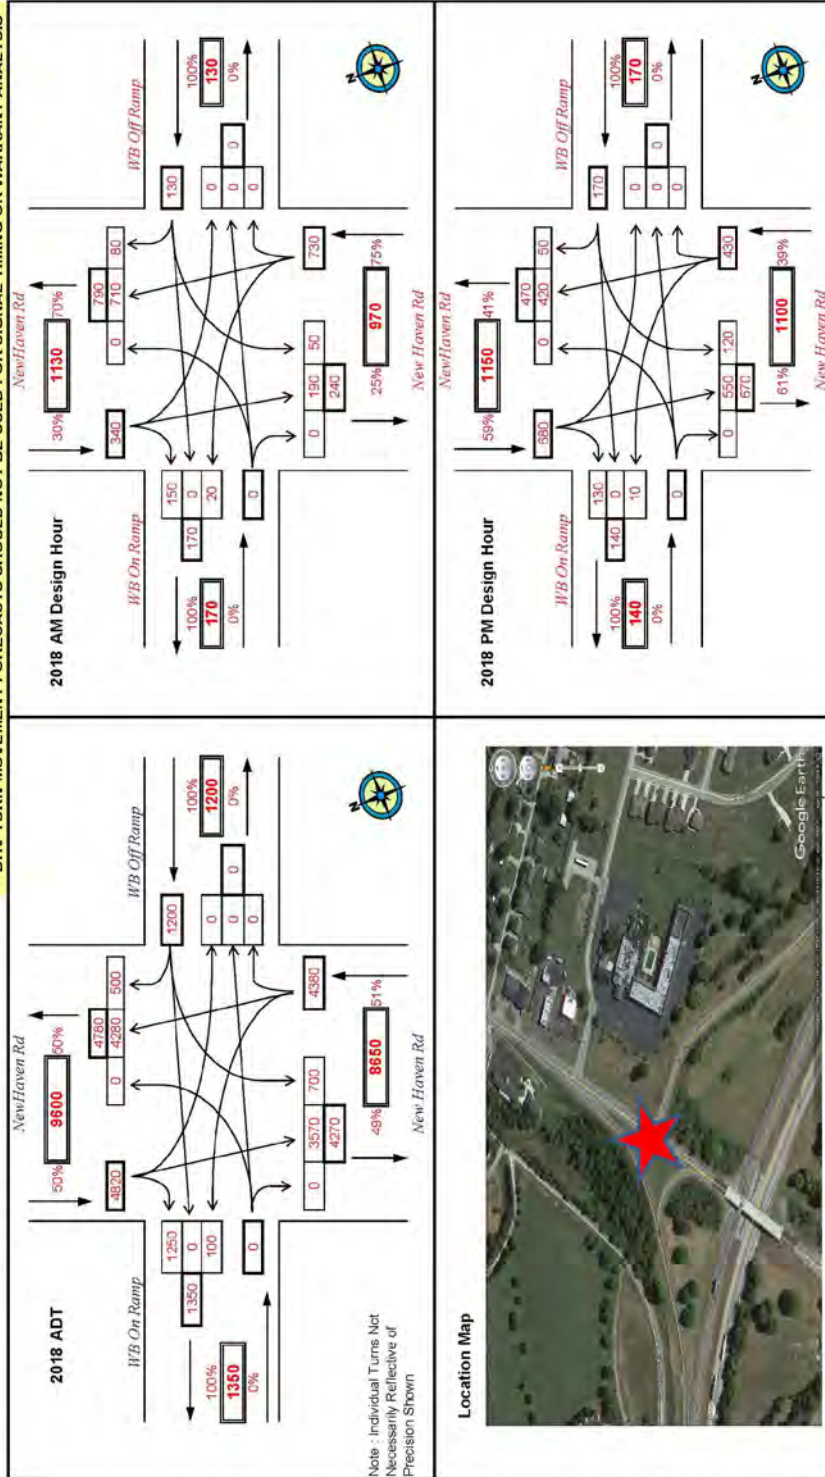 DHV TURN MOVEMENT FORECASTS SHOULD NOT BE USED FOR SIGNAL TIMING OR WARRANT ANALYSIS
2018 ADT
NewHaven Rd
50% 9600 50%
4820 4780
0 4280 500
WB On Ramp
WB Off Ramp
1250
1350 0
100
100%
1350
0%
0
1200
100%
1200
0%
0
0 0
0
0 3570 700
4270
4380
49% 8650 51%
New Haven Rd
N
Note : Individual Turns Not
Necessarily Reflective of
Precision Shown
2018 AM Design Hour
NewHaven Rd
30% 1130 70%
340 790
0 710 80
WB On Ramp
WB Off Ramp
150
170 0
20
100%
170
0%
0
130
100%
130
0%
0
0 0
0
0 190 50
240
730
25% 970 75%
New Haven Rd
N
Location Map
Google Earth
2018 PM Design Hour
NewHaven Rd
59% 1150 41%
680 470
0 420 50
WB On Ramp
WB Off Ramp
130
140 0
10
100%
140
0%
0
170
100%
170
0%
0
0 0
0
0 550 120
670
430
61% 1100 39%
New Haven Rd
N